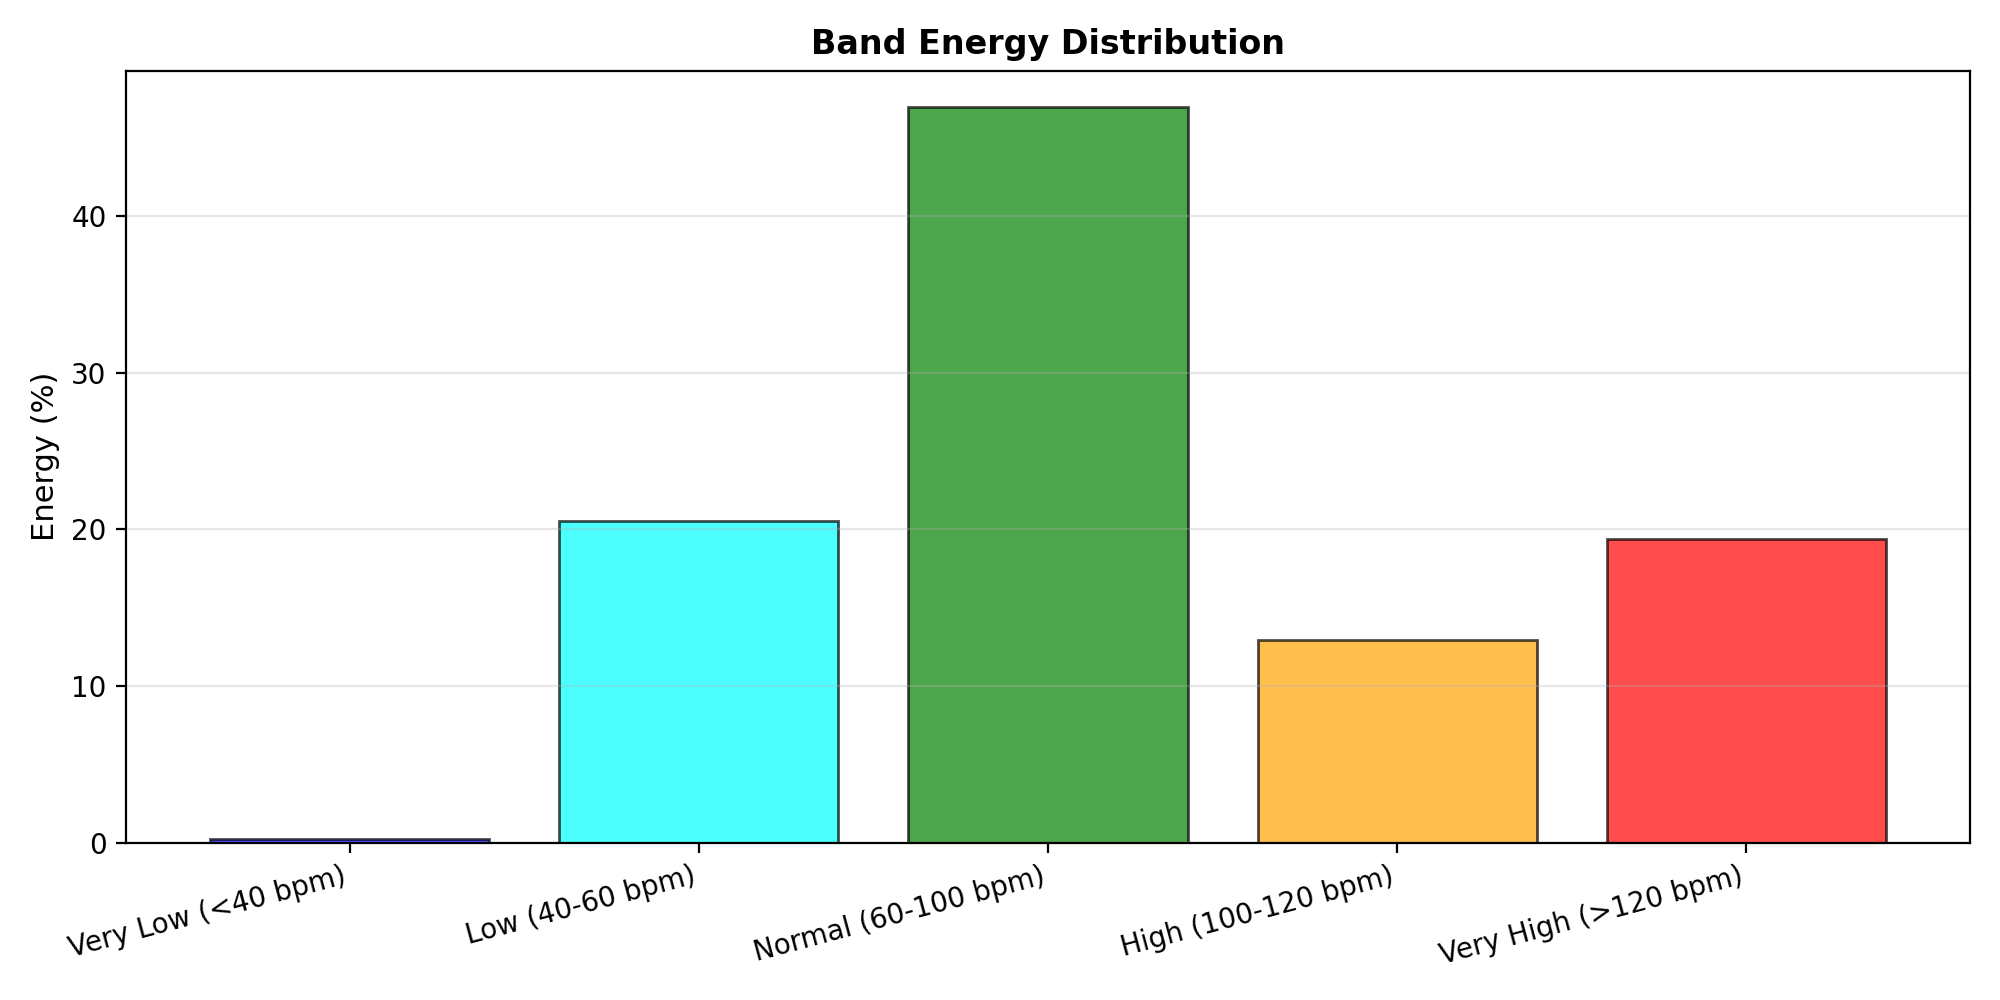 Band Energy Distribution
Energy (%)
40
30
20
10
0
Very Low (<40 bpm)
Low (40-60 bpm)
Normal (60-100 bpm)
High (100-120 bpm)
Very High (>120 bpm)